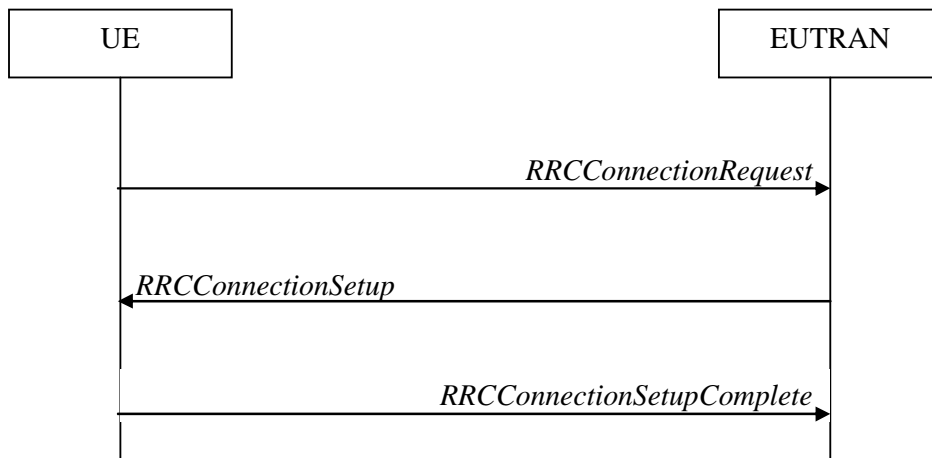 UE
EUTRAN
RRCConnectionRequest
RRCConnectionSetup
RRCConnectionSetupComplete